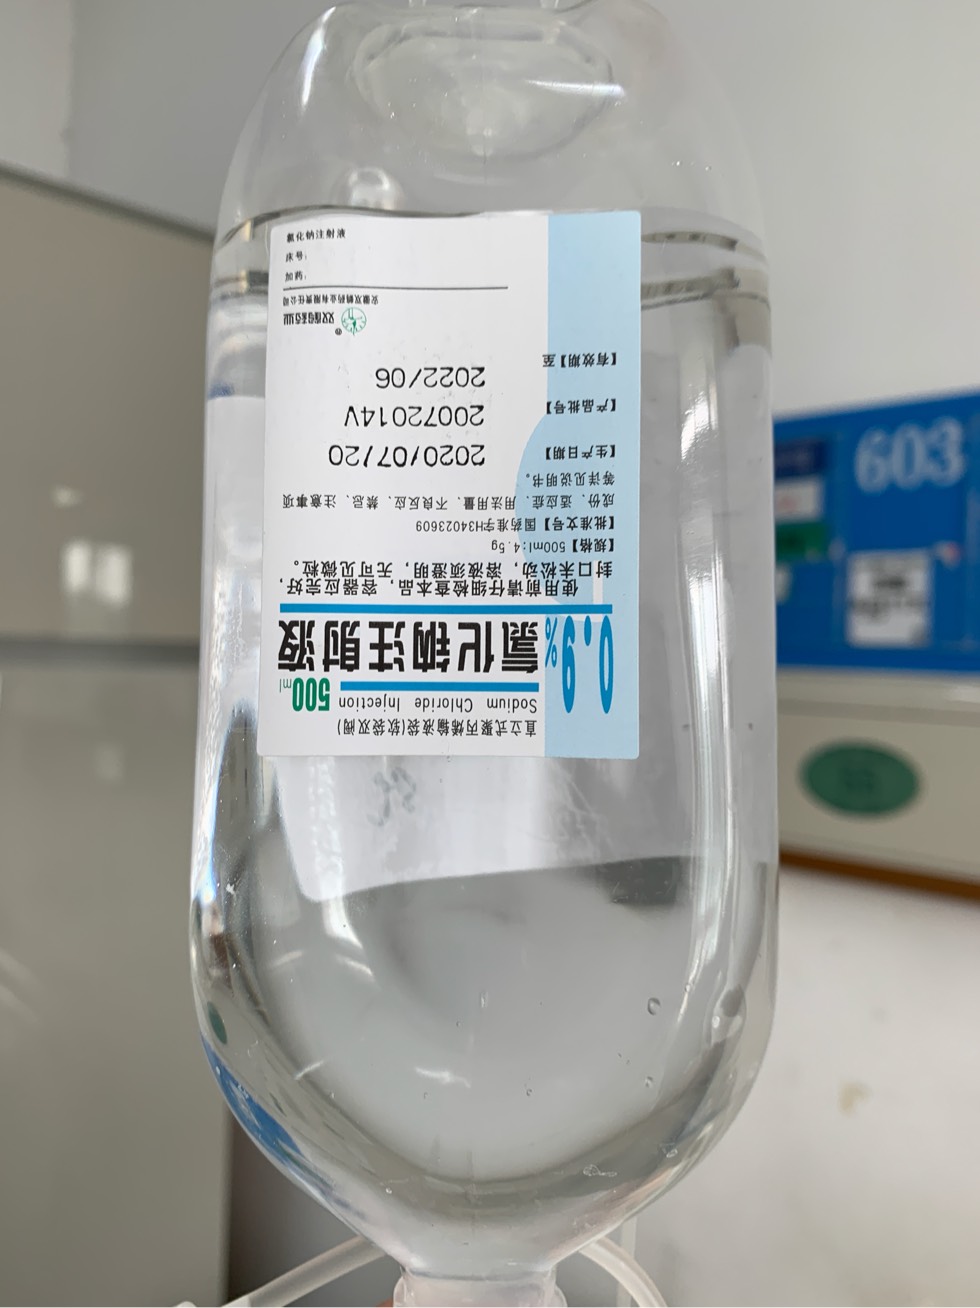 氯化钠注射液
床号:
加药:
直立式聚丙烯输液袋(软袋双阀)
Sodium Chloride Injection
0.9%
氯化钠注射液
500ml
使用前请仔细检查本品,容器应完好,
封口未松动,溶液须澄明,无可见微粒。
【规格】500ml:4.5g
【批准文号】国药准字H34023609
成份、适应症、用法用量、不良反应、禁忌、注意事项
等详见说明书。
【生产日期】 2020/07/20
【产品批号】 20072014V
【有效期】至 2022/06
双鹤药业®
安徽双鹤药业有限责任公司
603